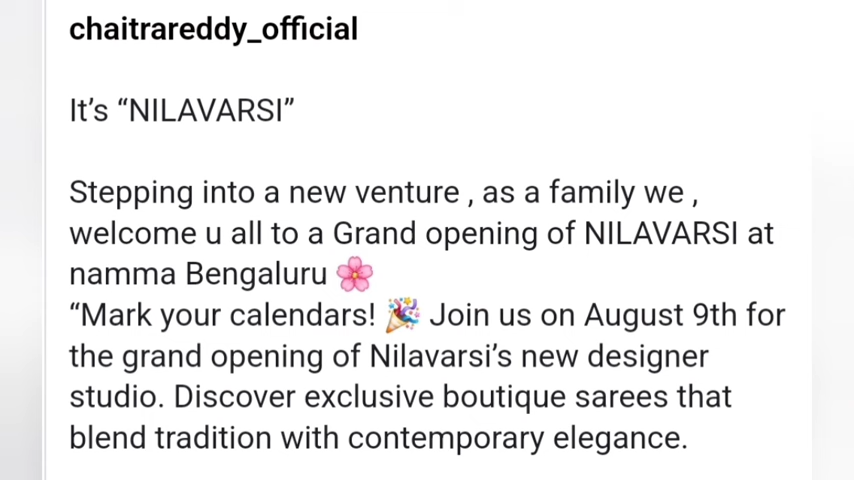 chaitrareddy_official
It’s “NILAVARSI”
Stepping into a new venture , as a family we ,
welcome u all to a Grand opening of NILAVARSI at
namma Bengaluru 🌸
“Mark your calendars! 🎉 Join us on August 9th for
the grand opening of Nilavarsi’s new designer
studio. Discover exclusive boutique sarees that
blend tradition with contemporary elegance.